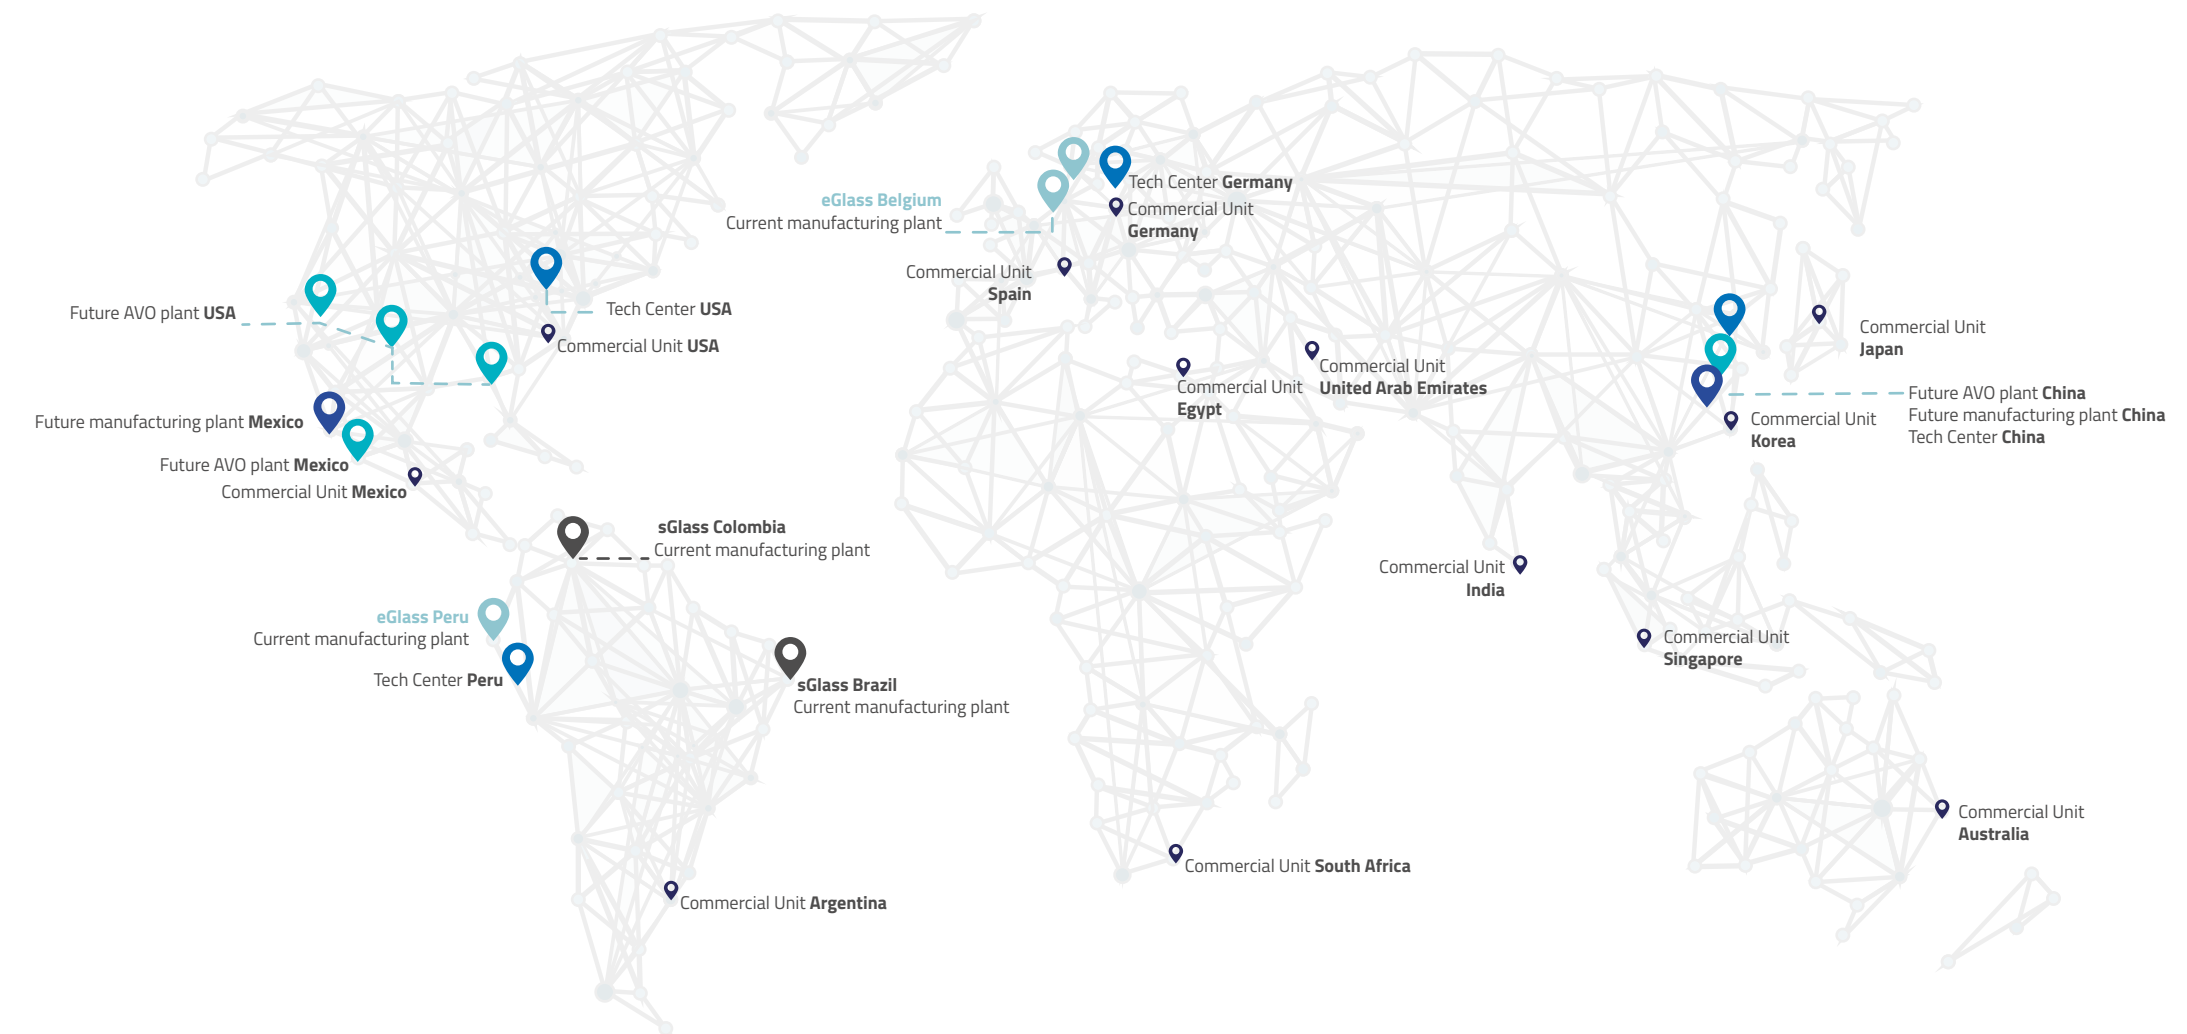 Future AVO plant USA
Tech Center USA
Commercial Unit USA
Future manufacturing plant Mexico
Future AVO plant Mexico
Commercial Unit Mexico
sGlass Colombia
Current manufacturing plant
eGlass Peru
Current manufacturing plant
Tech Center Peru
sGlass Brazil
Current manufacturing plant
Commercial Unit Argentina
eGlass Belgium
Current manufacturing plant
Tech Center Germany
Commercial Unit
Germany
Commercial Unit
Spain
Commercial Unit
Egypt
Commercial Unit
United Arab Emirates
Commercial Unit South Africa
Commercial Unit
India
Commercial Unit
Japan
Future AVO plant China
Future manufacturing plant China
Tech Center China
Commercial Unit
Korea
Commercial Unit
Singapore
Commercial Unit
Australia